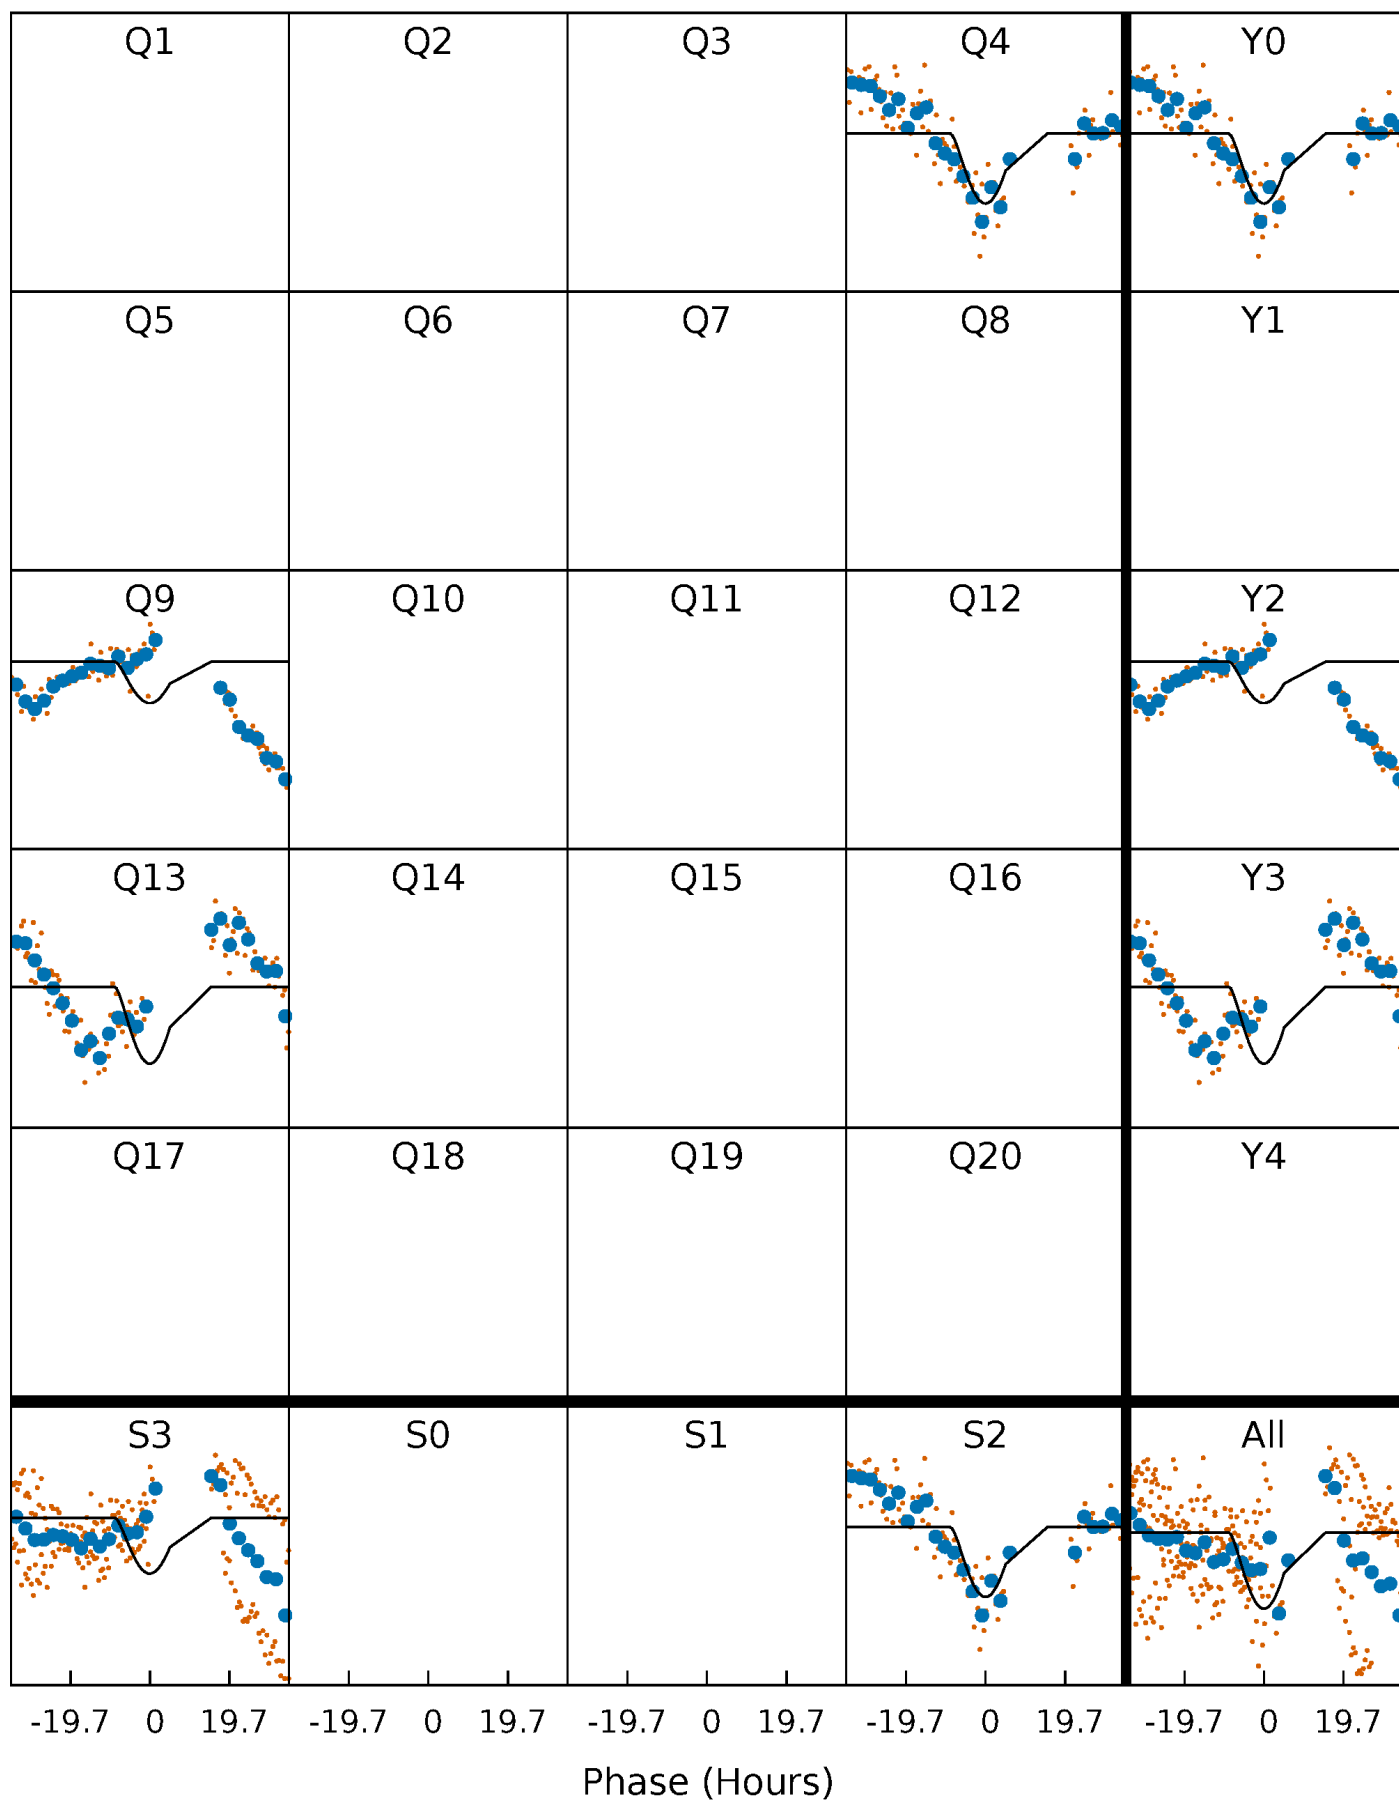 Q1 Q2 Q3 Q4 Y0
Q5 Q6 Q7 Q8 Y1
Q9 Q10 Q11 Q12 Y2
Q13 Q14 Q15 Q16 Y3
Q17 Q18 Q19 Q20 Y4
S3 S0 S1 S2 All
-19.7 0 19.7 -19.7 0 19.7 -19.7 0 19.7 -19.7 0 19.7 -19.7 0 19.7
Phase (Hours)